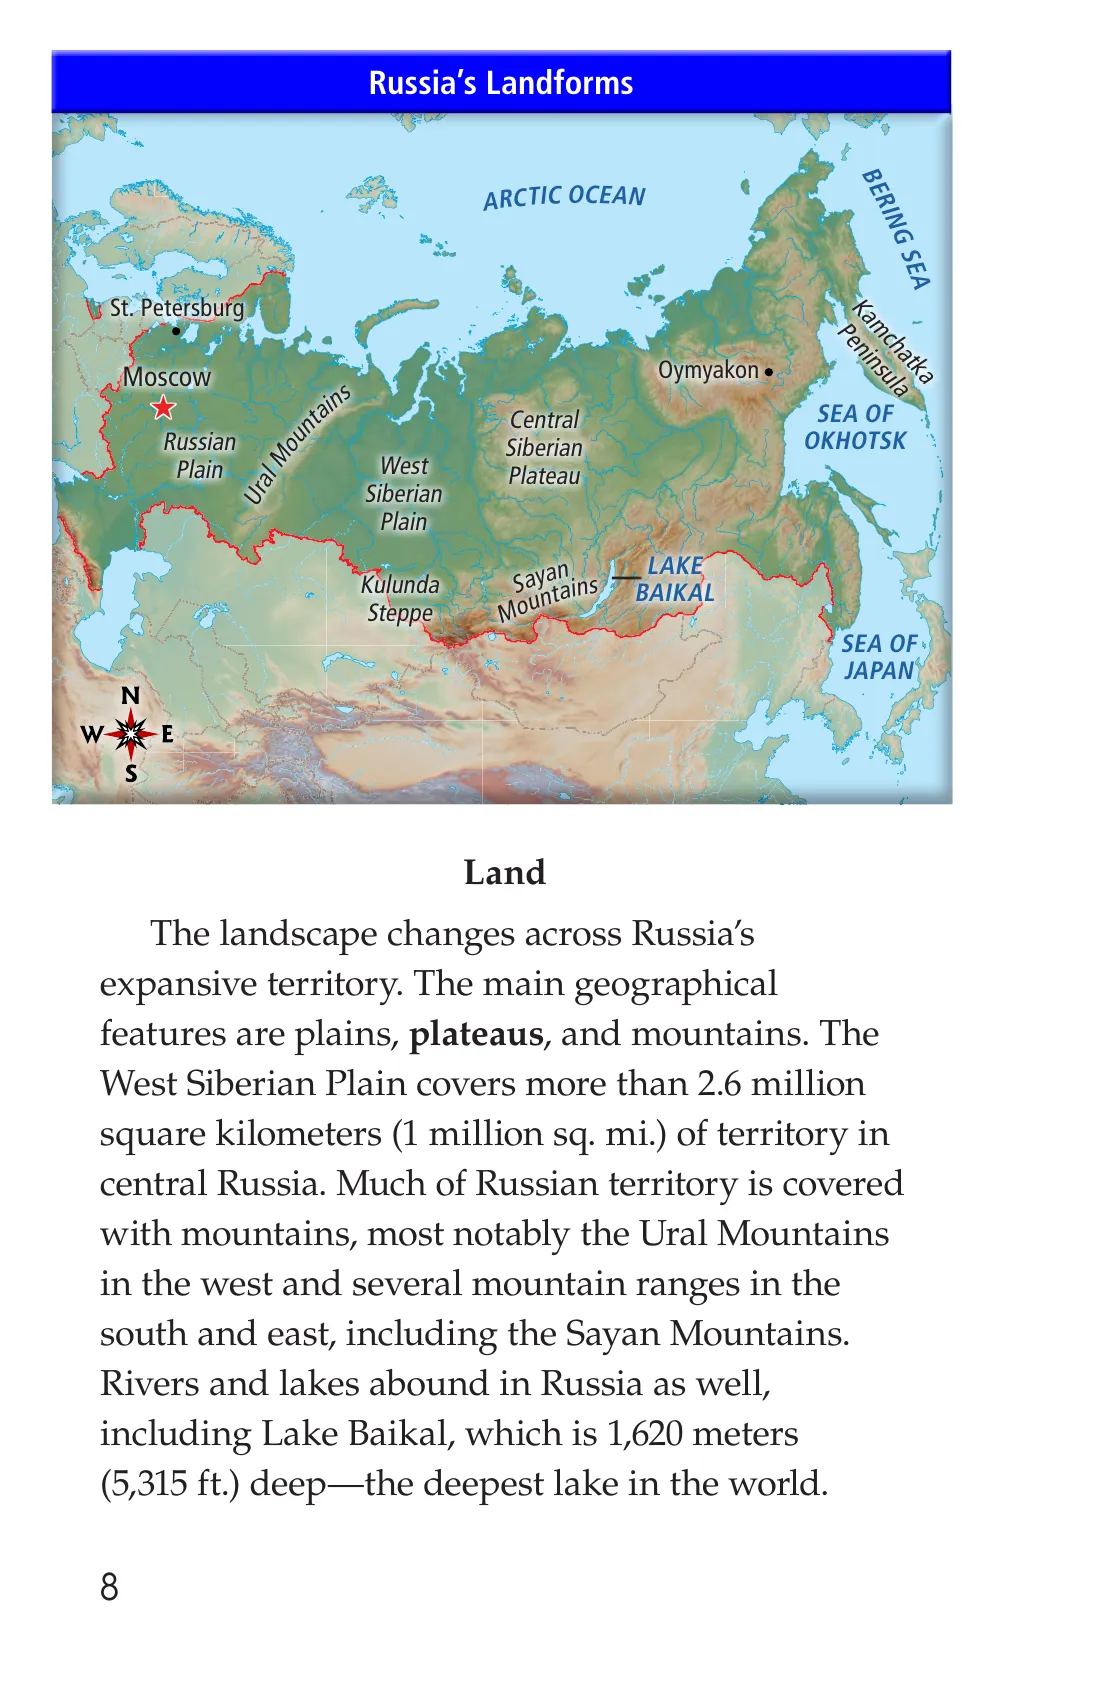 Russia’s Landforms
ARCTIC OCEAN
BERING SEA
St. Petersburg
Kamchatka
Peninsula
Moscow
Oymyakon
Ural Mountains
Central
Siberian
Plateau
SEA OF
OKHOTSK
Russian
Plain
West
Siberian
Plain
Kulunda
Steppe
Sayan
Mountains
LAKE
BAIKAL
SEA OF
JAPAN
N
W E
S
Land
The landscape changes across Russia’s
expansive territory. The main geographical
features are plains, plateaus, and mountains. The
West Siberian Plain covers more than 2.6 million
square kilometers (1 million sq. mi.) of territory in
central Russia. Much of Russian territory is covered
with mountains, most notably the Ural Mountains
in the west and several mountain ranges in the
south and east, including the Sayan Mountains.
Rivers and lakes abound in Russia as well,
including Lake Baikal, which is 1,620 meters
(5,315 ft.) deep—the deepest lake in the world.
8